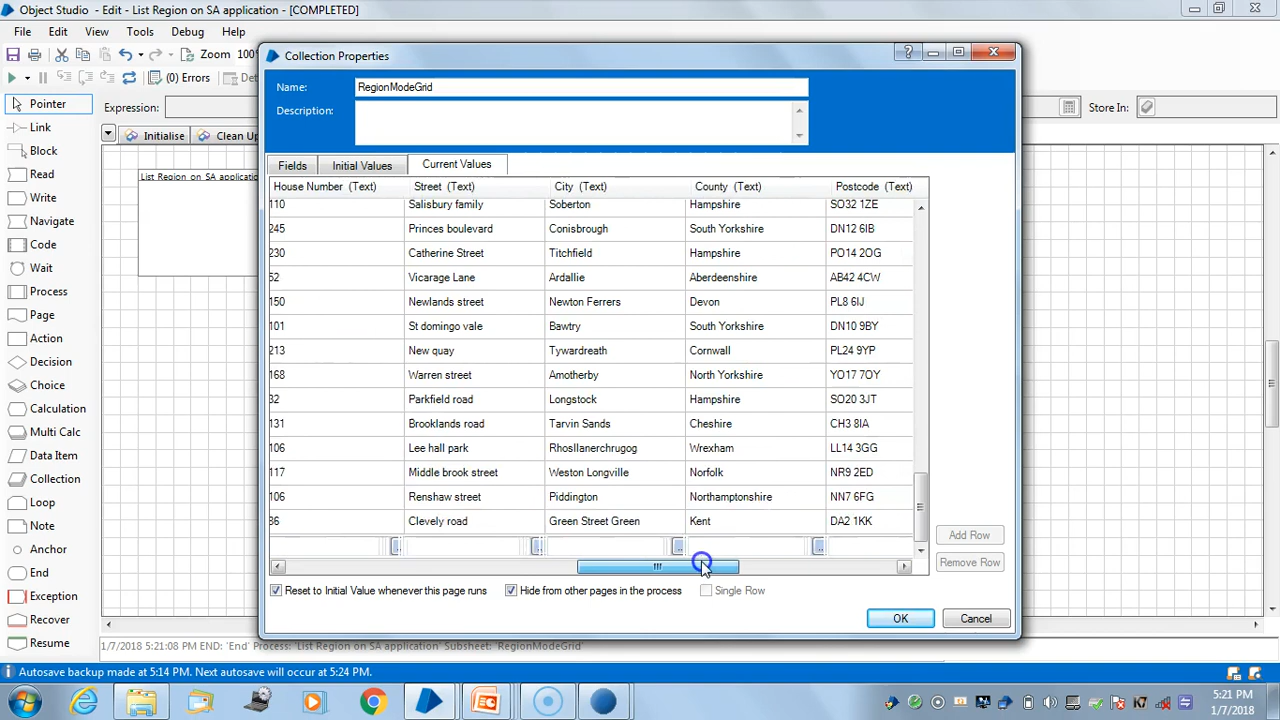 Object Studio - Edit - List Region on SA application - [COMPLETED]
File Edit View Tools Debug Help
Zoom 100%
(0) Errors
Collection Properties
Name: RegionModeGrid
Description:
Pointer
Link
Block
Read
Write
Navigate
Code
Wait
Process
Page
Action
Decision
Choice
Calculation
Multi Calc
Data Item
Collection
Loop
Note
Anchor
End
Exception
Recover
Resume
Expression:
Store In:
Initialise Clean Up
List Region on SA application
Fields Initial Values Current Values
House Number (Text) Street (Text) City (Text) County (Text) Postcode (Text)
110 Salisbury family Soberton Hampshire SO32 1ZE
245 Princes boulevard Conisbrough South Yorkshire DN12 6IB
230 Catherine Street Titchfield Hampshire PO14 2OG
52 Vicarage Lane Ardallie Aberdeenshire AB42 4CW
150 Newlands street Newton Ferrers Devon PL8 6IJ
101 St domingo vale Bawtry South Yorkshire DN10 9BY
213 New quay Tywardreath Cornwall PL24 9YP
168 Warren street Amotherby North Yorkshire YO17 7OY
32 Parkfield road Longstock Hampshire SO20 3JT
131 Brooklands road Tarvin Sands Cheshire CH3 8IA
106 Lee hall park Rhosllanerchrugog Wrexham LL14 3GG
117 Middle brook street Weston Longville Norfolk NR9 2ED
106 Renshaw street Piddington Northamptonshire NN7 6FG
86 Clevely road Green Street Green Kent DA2 1KK
Add Row
Remove Row
Reset to Initial Value whenever this page runs Hide from other pages in the process Single Row
OK Cancel
1/7/2018 5:21:08 PM END: 'End' Process: 'List Region on SA application' Subsheet: 'RegionModeGrid'
Autosave backup made at 5:14 PM. Next autosave will occur at 5:24 PM.
5:21 PM
1/7/2018